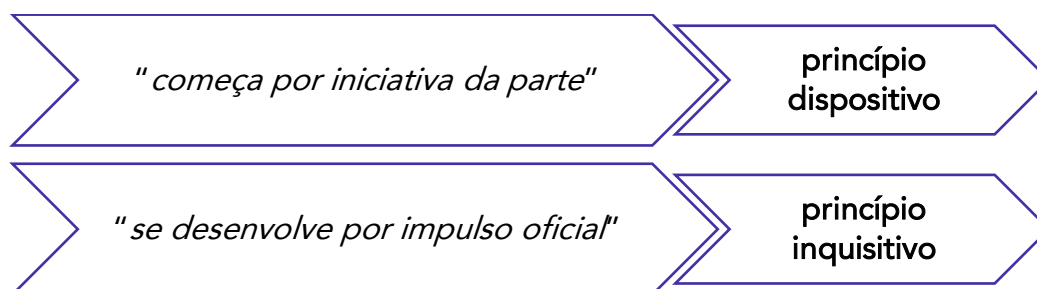 "começa por iniciativa da parte"
princípio
dispositivo
"se desenvolve por impulso oficial"
princípio
inquisitivo